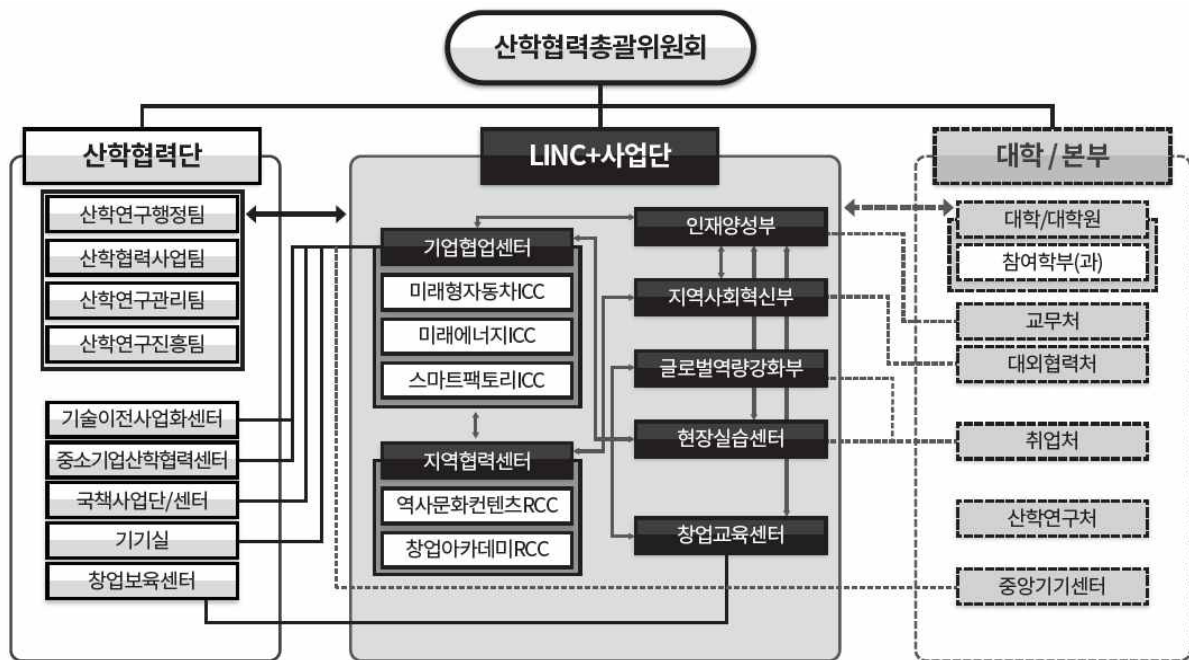 산학협력총괄위원회
산학협력단
산학연구행정팀
산학협력사업팀
산학연구관리팀
산학연구진흥팀
기술이전사업화센터
중소기업산학협력센터
국책사업단/센터
기기실
창업보육센터
LINC+사업단
기업협업센터
미래형자동차ICC
미래에너지ICC
스마트팩토리ICC
지역협력센터
역사문화컨텐츠RCC
창업아카데미RCC
인재양성부
지역사회혁신부
글로벌역량강화부
현장실습센터
창업교육센터
대학 / 본부
대학/대학원
참여학부(과)
교무처
대외협력처
취업처
산학연구처
중앙기기센터